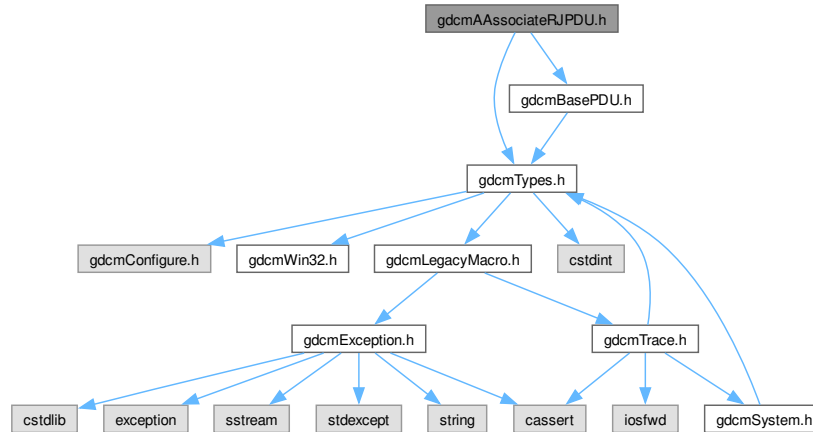 gdcmAAssociateRJPDU.h
gdcmBasePDU.h
gdcmTypes.h
gdcmConfigure.h
gdcmWin32.h
gdcmLegacyMacro.h
cstdint
gdcmException.h
gdcmTrace.h
cstdlib
exception
sstream
stdexcept
string
cassert
iosfwd
gdcmSystem.h